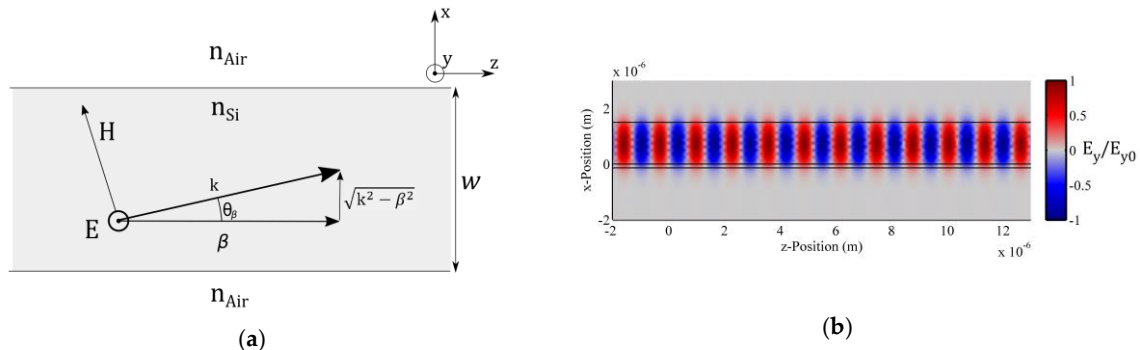 n_Air
x
y
z
n_Si
H
k
√k² − β²
θ_β
E
β
w
n_Air
(a)
x 10⁻⁶
2
0
-2
x-Position (m)
-2 0 2 4 6 8 10 12
z-Position (m)
x 10⁻⁶
1
0.5
0
-0.5
-1
E_y/E_y0
(b)